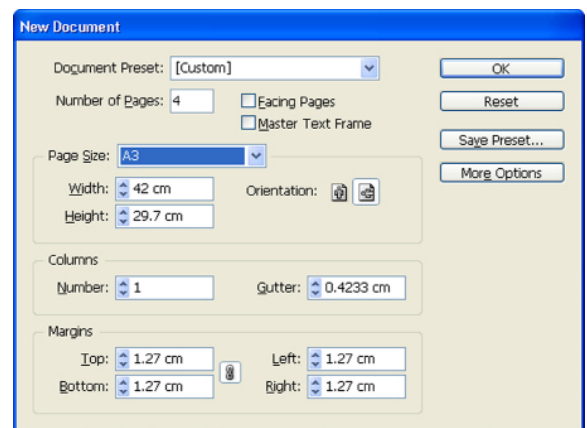 New Document
Document Preset: [Custom]
OK
Number of Pages: 4
Facing Pages
Reset
Master Text Frame
Save Preset...
Page Size: A3
More Options
Width: 42 cm
Orientation:
Height: 29.7 cm
Columns
Number: 1
Gutter: 0.4233 cm
Margins
Top: 1.27 cm
Left: 1.27 cm
Bottom: 1.27 cm
Right: 1.27 cm